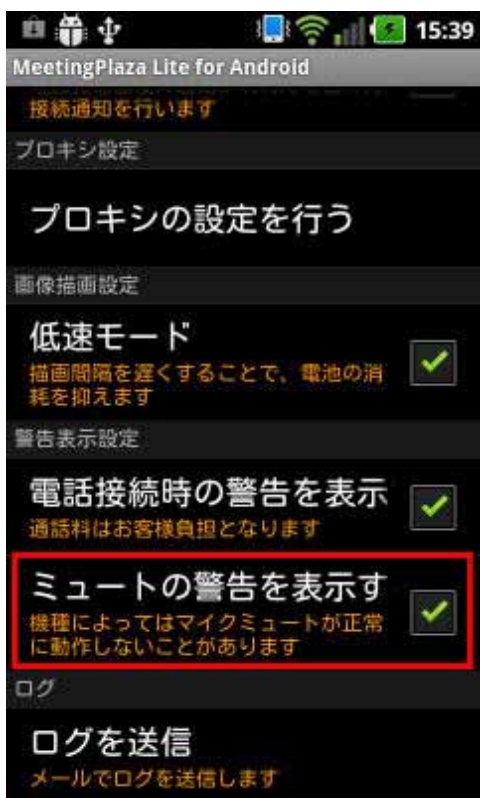 15:39
MeetingPlaza Lite for Android
接続通知を行います
プロキシ設定
プロキシの設定を行う
画像描画設定
低速モード
描画間隔を遅くすることで、電池の消
耗を抑えます
警告表示設定
電話接続時の警告を表示
通話料はお客様負担となります
ミュートの警告を表示す
機種によってはマイクミュートが正常
に動作しないことがあります
ログ
ログを送信
メールでログを送信します